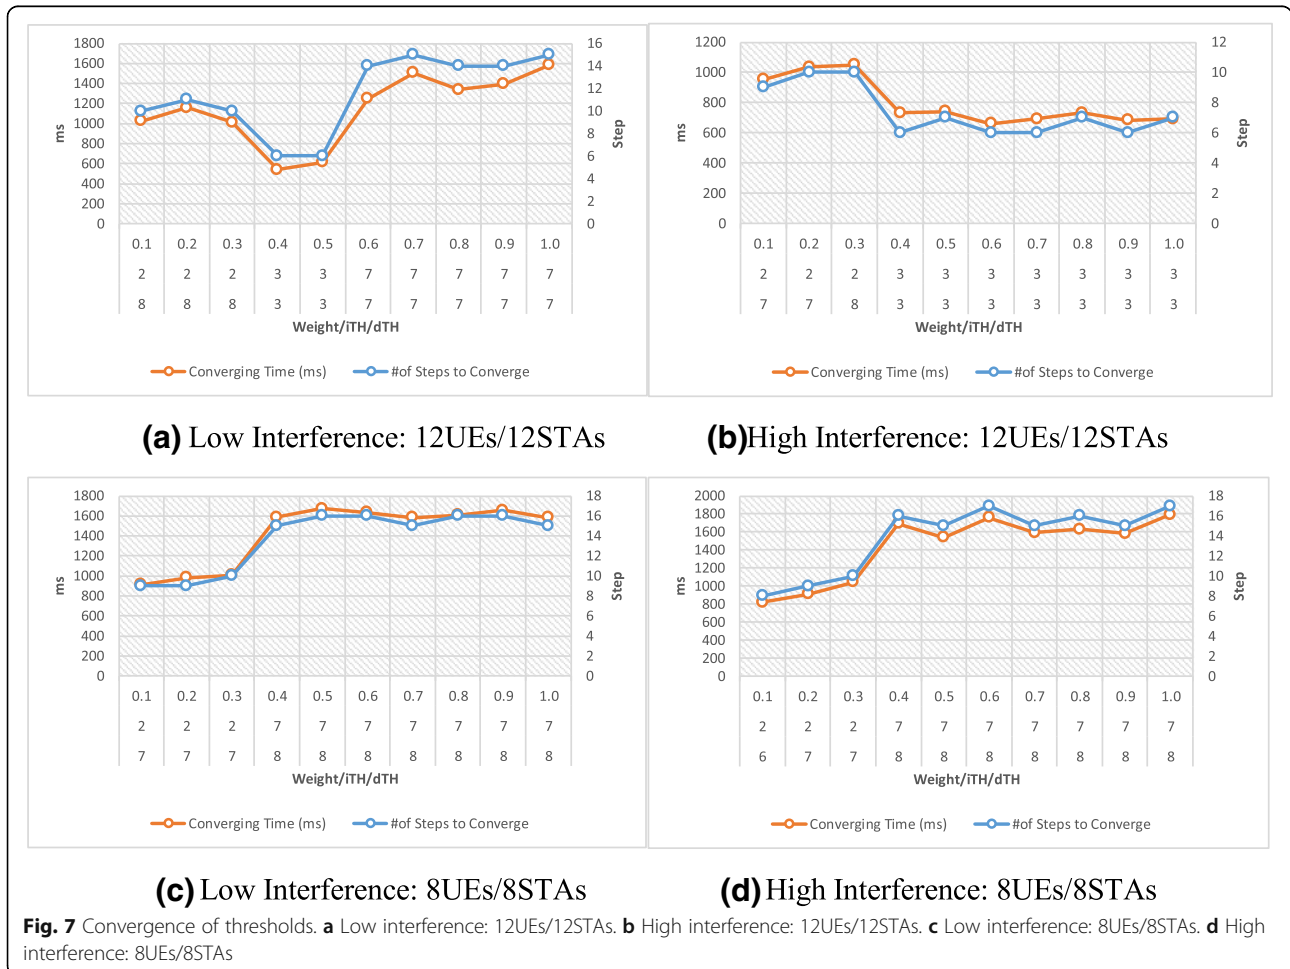 1800
1600
1400
1200
1000
800
600
400
200
0
ms
16
14
12
10
8
6
4
2
0
Step
0.1 0.2 0.3 0.4 0.5 0.6 0.7 0.8 0.9 1.0
2 2 2 3 3 7 7 7 7 7
8 8 8 3 3 7 7 7 7 7
Weight/iTH/dTH
Converging Time (ms) #of Steps to Converge
(a) Low Interference: 12UEs/12STAs
1200
1000
800
600
400
200
0
ms
12
10
8
6
4
2
0
Step
0.1 0.2 0.3 0.4 0.5 0.6 0.7 0.8 0.9 1.0
2 2 2 3 3 3 3 3 3 3
7 7 8 3 3 3 3 3 3 3
Weight/iTH/dTH
Converging Time (ms) #of Steps to Converge
(b)High Interference: 12UEs/12STAs
1800
1600
1400
1200
1000
800
600
400
200
0
ms
18
16
14
12
10
8
6
4
2
0
Step
0.1 0.2 0.3 0.4 0.5 0.6 0.7 0.8 0.9 1.0
2 2 2 7 7 7 7 7 7 7
7 7 7 8 8 8 8 8 8 8
Weight/iTH/dTH
Converging Time (ms) #of Steps to Converge
(c) Low Interference: 8UEs/8STAs
2000
1800
1600
1400
1200
1000
800
600
400
200
0
ms
18
16
14
12
10
8
6
4
2
0
Step
0.1 0.2 0.3 0.4 0.5 0.6 0.7 0.8 0.9 1.0
2 2 2 7 7 7 7 7 7 7
6 7 7 8 8 8 8 8 8 8
Weight/iTH/dTH
Converging Time (ms) #of Steps to Converge
(d) High Interference: 8UEs/8STAs
Fig. 7 Convergence of thresholds. a Low interference: 12UEs/12STAs. b High interference: 12UEs/12STAs. c Low interference: 8UEs/8STAs. d High
interference: 8UEs/8STAs